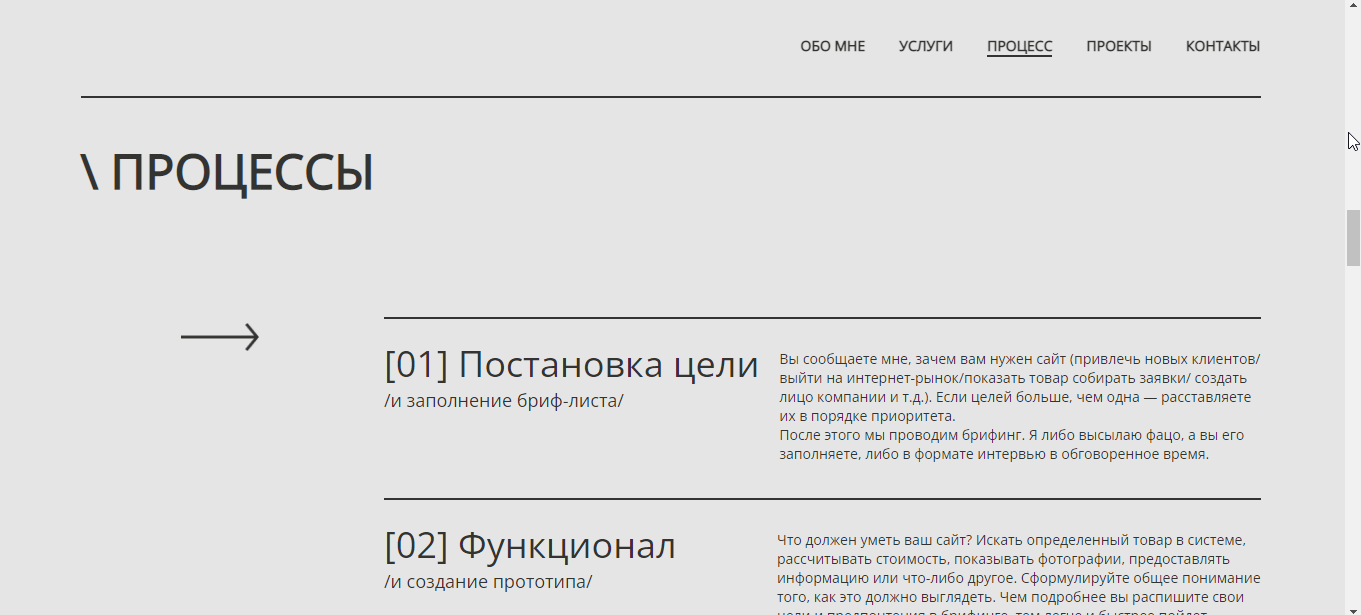 ОБО МНЕ УСЛУГИ ПРОЦЕСС ПРОЕКТЫ КОНТАКТЫ
\ ПРОЦЕССЫ
[01] Постановка цели
/и заполнение бриф-листа/
Вы сообщаете мне, зачем вам нужен сайт (привлечь новых клиентов/
выйти на интернет-рынок/показать товар собирать заявки/ создать
лицо компании и т.д.). Если целей больше, чем одна — расставляете
их в порядке приоритета.
После этого мы проводим брифинг. Я либо высылаю фацо, а вы его
заполняете, либо в формате интервью в обговоренное время.
[02] Функционал
/и создание прототипа/
Что должен уметь ваш сайт? Искать определенный товар в системе,
рассчитывать стоимость, показывать фотографии, предоставлять
информацию или что-либо другое. Сформулируйте общее понимание
того, как это должно выглядеть. Чем подробнее вы распишите свои